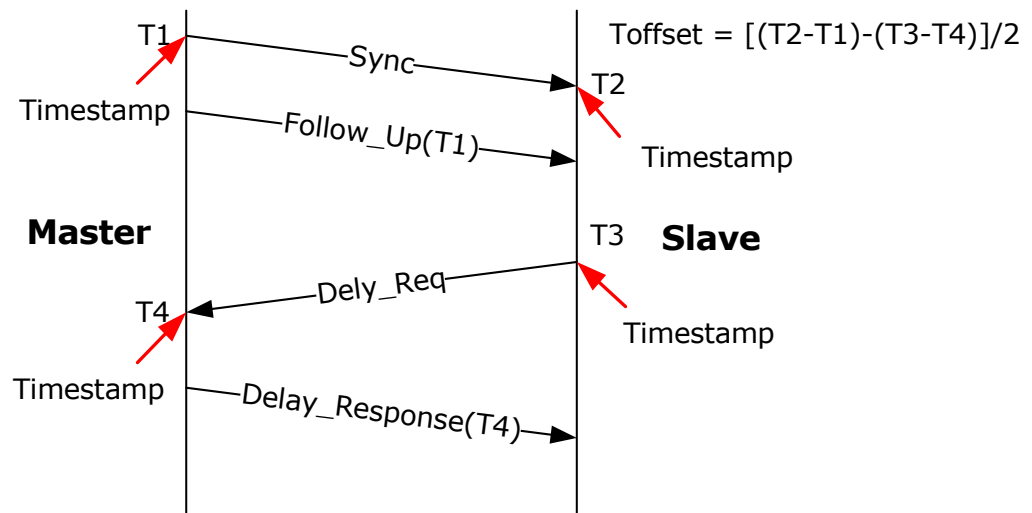 T1
Toffset = [(T2-T1)-(T3-T4)]/2
Sync
T2
Timestamp
Follow_Up(T1)
Timestamp
Master
T3
Slave
Dely_Req
T4
Timestamp
Timestamp
Delay_Response(T4)